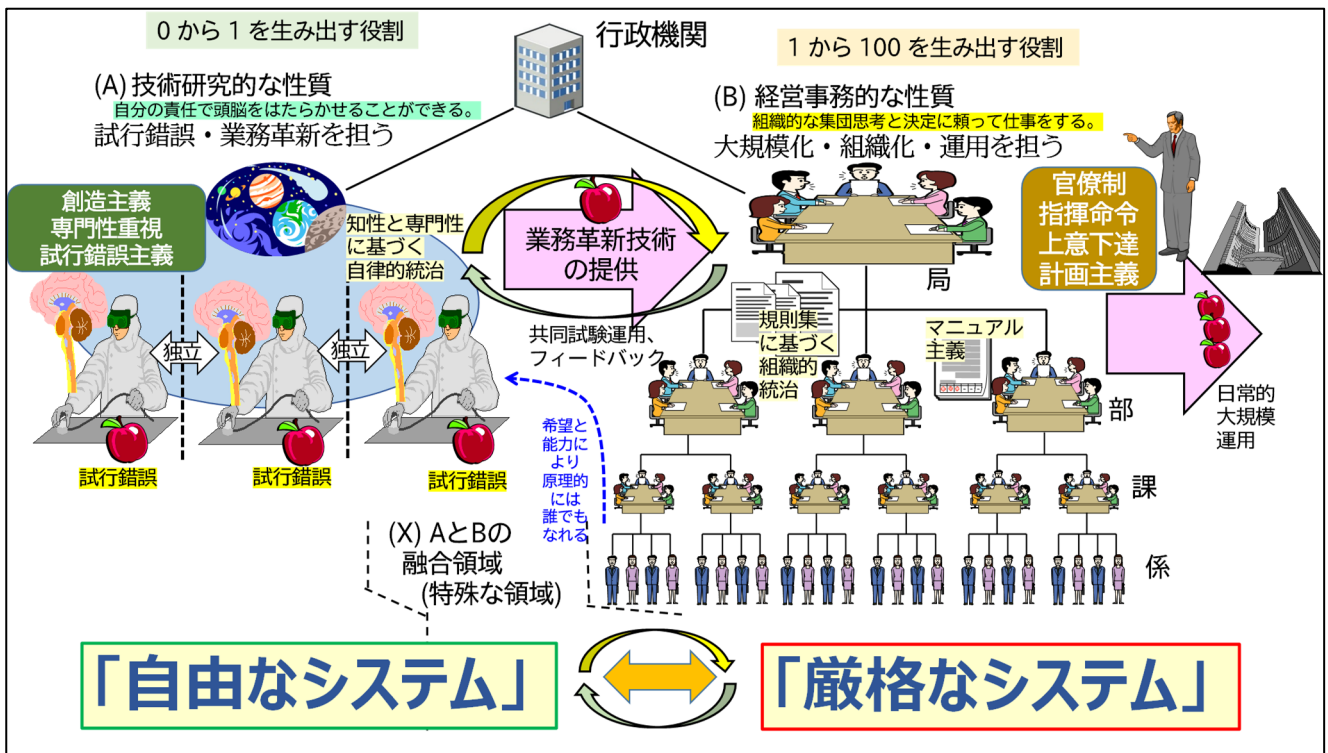 0から1を生み出す役割
行政機関
1から100を生み出す役割
(A) 技術研究的な性質
自分の責任で頭脳をはたらかせることができる。
試行錯誤・業務革新を担う
(B) 経営事務的な性質
組織的な集団思考と決定に頼って仕事をする。
大規模化・組織化・運用を担う
創造主義
専門性重視
試行錯誤主義
知性と専門性
に基づく
自律的統治
業務革新技術
の提供
官僚制
指揮命令
上意下達
計画主義
局
独立
独立
共同試験運用、
フィードバック
規則集
に基づく
組織的
統治
マニュアル
主義
部
日常的
大規模
運用
試行錯誤
試行錯誤
試行錯誤
希望と
能力に
より
原理的
には
誰でも
なれる
課
(X) AとBの
融合領域
(特殊な領域)
係
「自由なシステム」
「厳格なシステム」